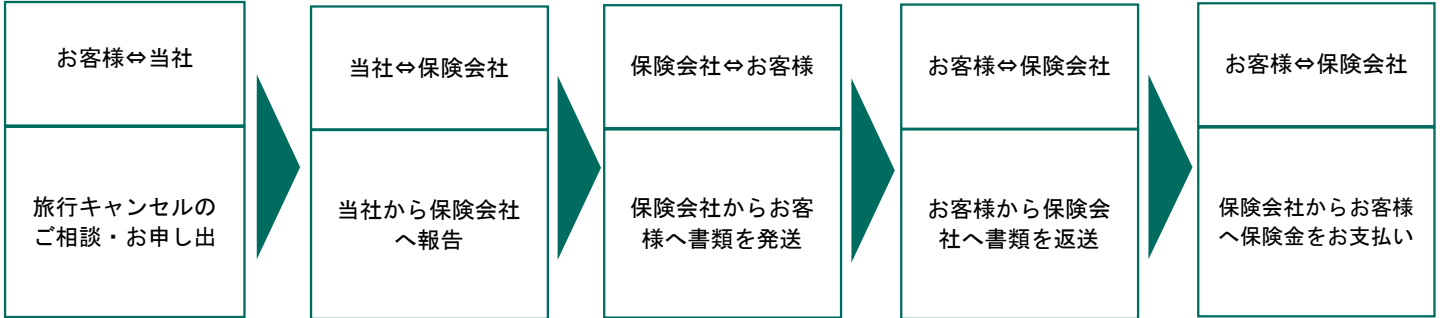 お客様⇔当社
旅行キャンセルの
ご相談・お申し出
当社⇔保険会社
当社から保険会社
へ報告
保険会社⇔お客様
保険会社からお客
様へ書類を発送
お客様⇔保険会社
お客様から保険会
社へ書類を返送
お客様⇔保険会社
保険会社からお客様
へ保険金をお支払い